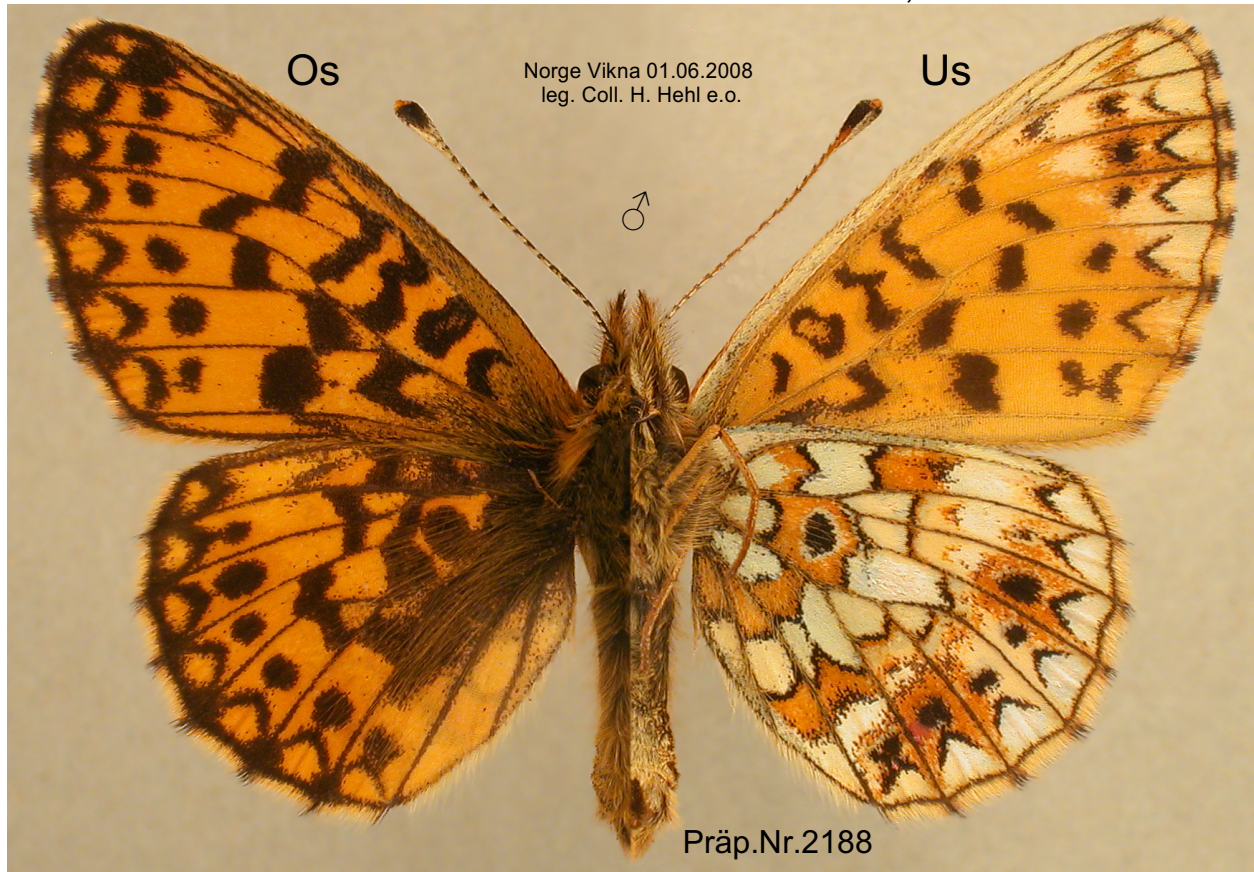 Os
Norge Vikna 01.06.2008
leg. Coll. H. Hehl e.o.
Us
♂
Präp.Nr.2188